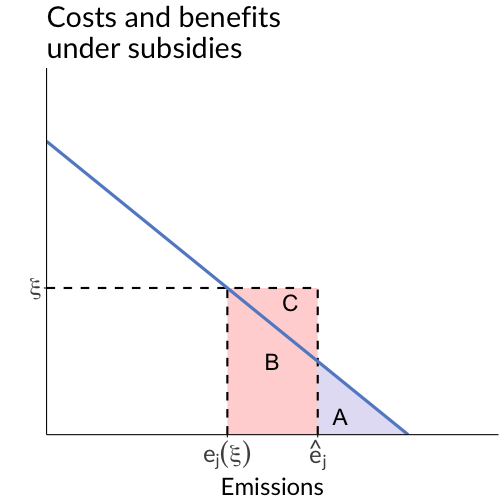 Costs and benefits
under subsidies
ξ
C
B
A
eⱼ(ξ)
êⱼ
Emissions